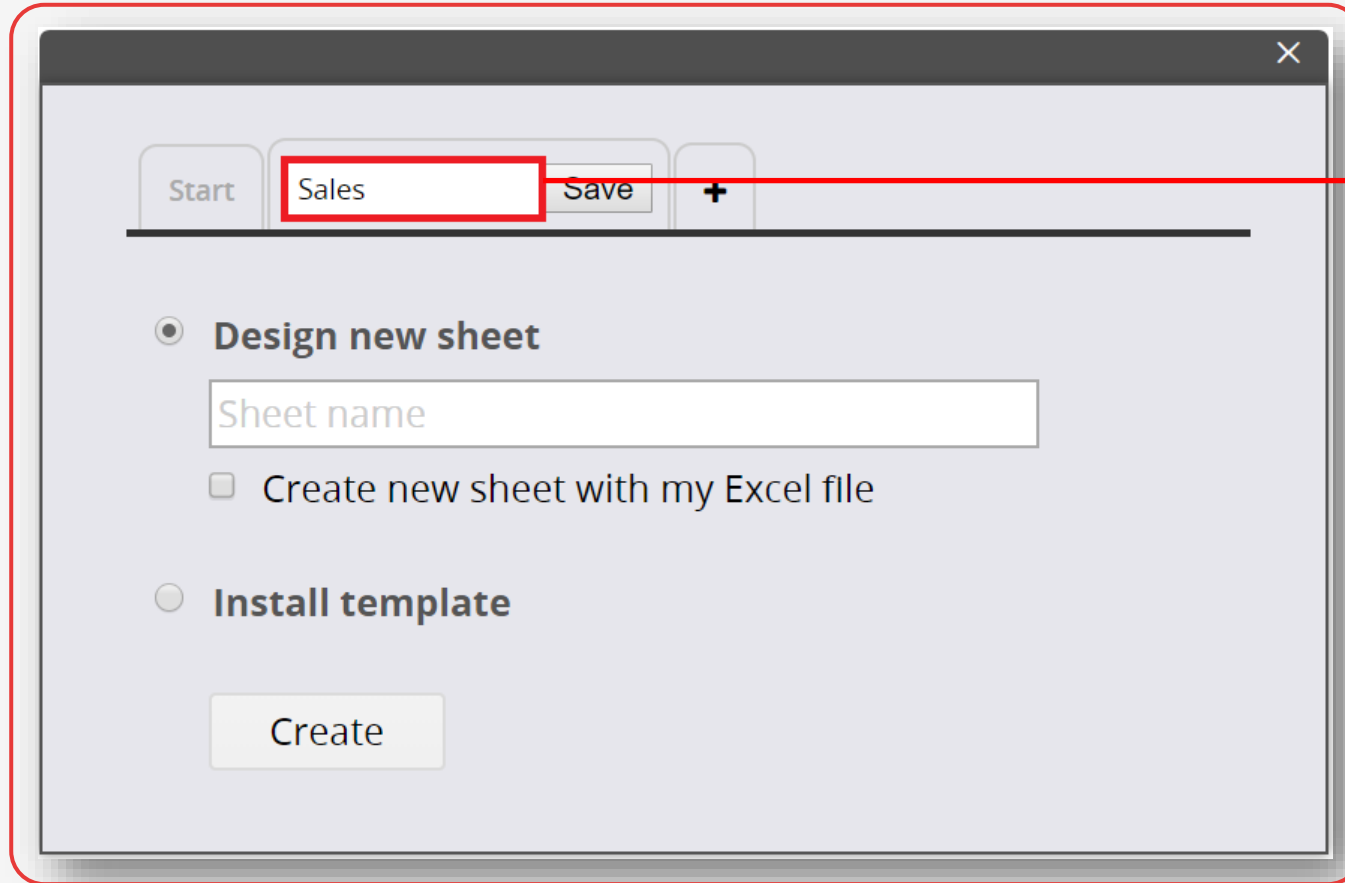 Start Sales Save +
Design new sheet
Sheet name
Create new sheet with my Excel file
Install template
Create